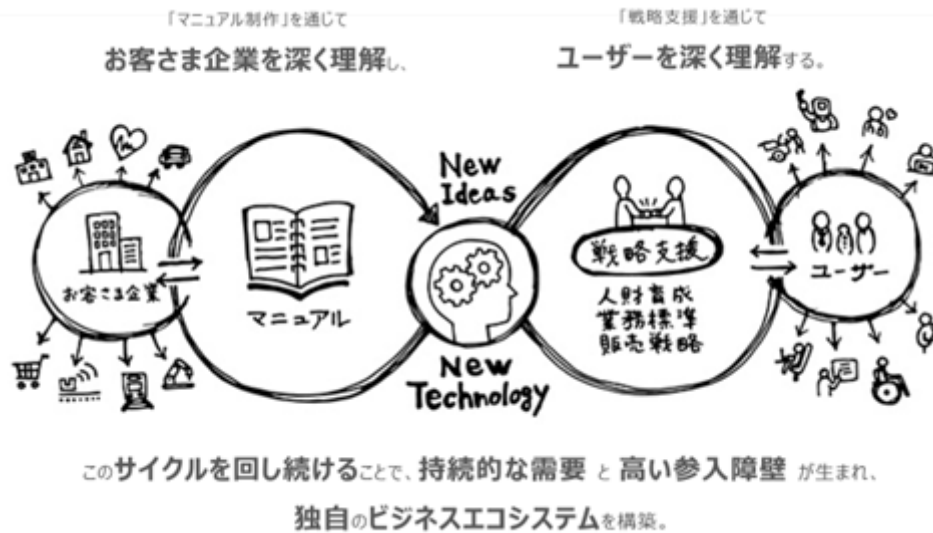 「マニュアル制作」を通じて
お客さま企業を深く理解し、
「戦略支援」を通じて
ユーザーを深く理解する。
お客さま企業
マニュアル
New
Ideas
New
Technology
戦略支援
人財育成
業務標準
販売戦略
ユーザー
このサイクルを回し続けることで、持続的な需要 と 高い参入障壁 が生まれ、
独自のビジネスエコシステムを構築。